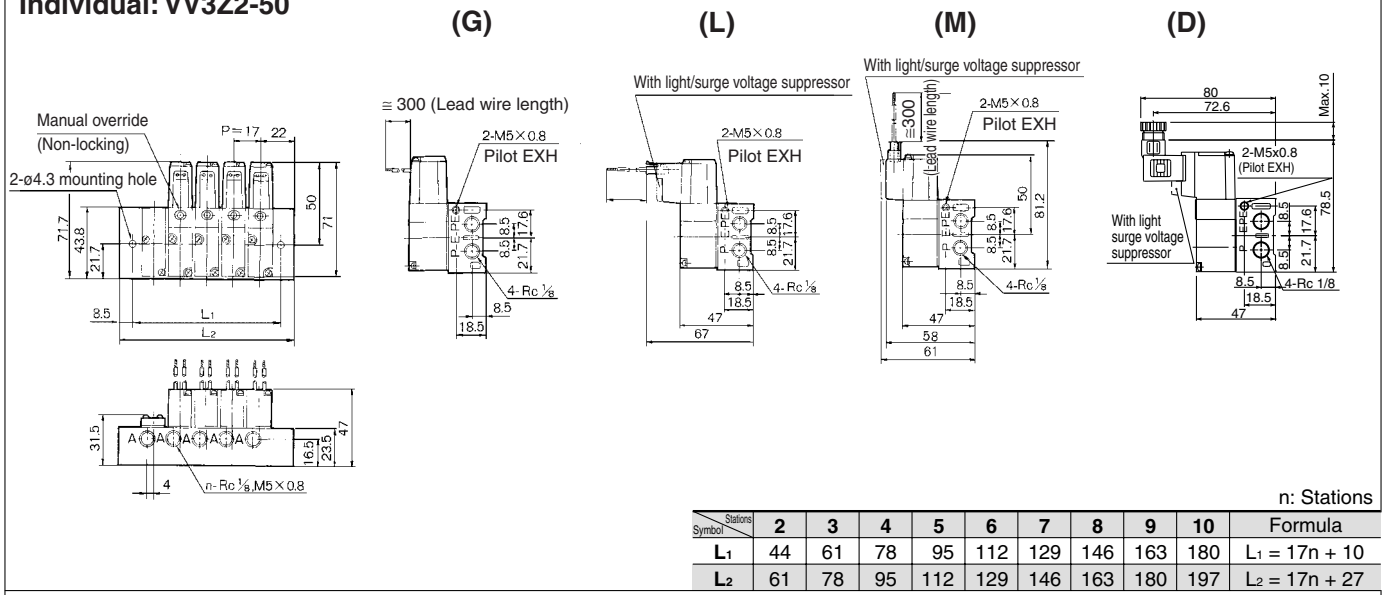 Individual: VV3Z2-50
(G)
(L)
(M)
(D)
Manual override
(Non-locking)
2-ø4.3 mounting hole
P=17
22
50
71
71.7
43.8
21.7
8.5
L1
L2
31.5
A A A A A
4
n-Rc 1/8, M5×0.8
16.5
23.5
47
≅ 300 (Lead wire length)
2-M5×0.8
Pilot EXH
P E PE
8.5
17.6
8.5
21.7
4-Rc 1/8
8.5
18.5
With light/surge voltage suppressor
2-M5×0.8
Pilot EXH
P E PE
8.5
17.6
8.5
21.7
4-Rc 1/8
8.5
18.5
47
67
With light/surge voltage suppressor
≅300
(Lead wire length)
2-M5×0.8
Pilot EXH
P E PE
50
81.2
8.5
17.6
8.5
21.7
4-Rc 1/8
8.5
18.5
47
58
61
80
72.6
Max.10
2-M5x0.8
(Pilot EXH)
78.5
With light
surge voltage
suppressor
P E PE
8.5
17.6
8.5
21.7
4-Rc 1/8
8.5
18.5
47
n: Stations
Symbol Stations 2 3 4 5 6 7 8 9 10 Formula
L1 44 61 78 95 112 129 146 163 180 L1 = 17n + 10
L2 61 78 95 112 129 146 163 180 197 L2 = 17n + 27